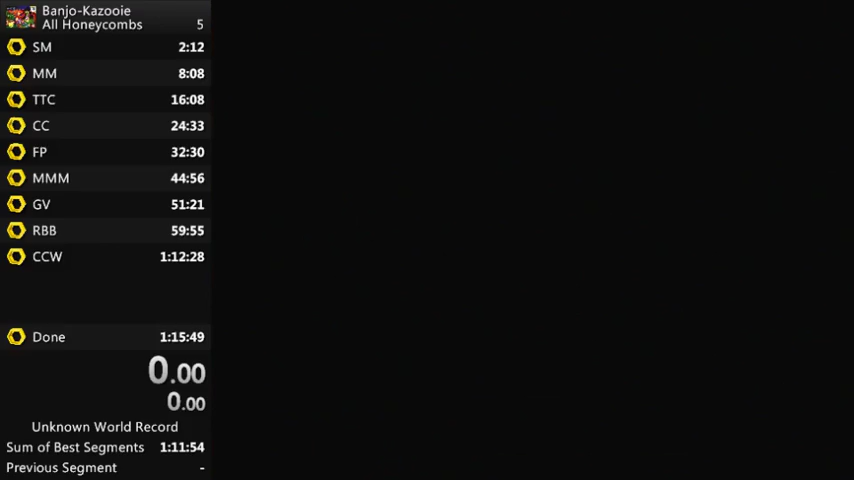 Banjo-Kazooie
All Honeycombs 5
SM 2:12
MM 8:08
TTC 16:08
CC 24:33
FP 32:30
MMM 44:56
GV 51:21
RBB 59:55
CCW 1:12:28
Done 1:15:49
0.00
0.00
Unknown World Record
Sum of Best Segments 1:11:54
Previous Segment -